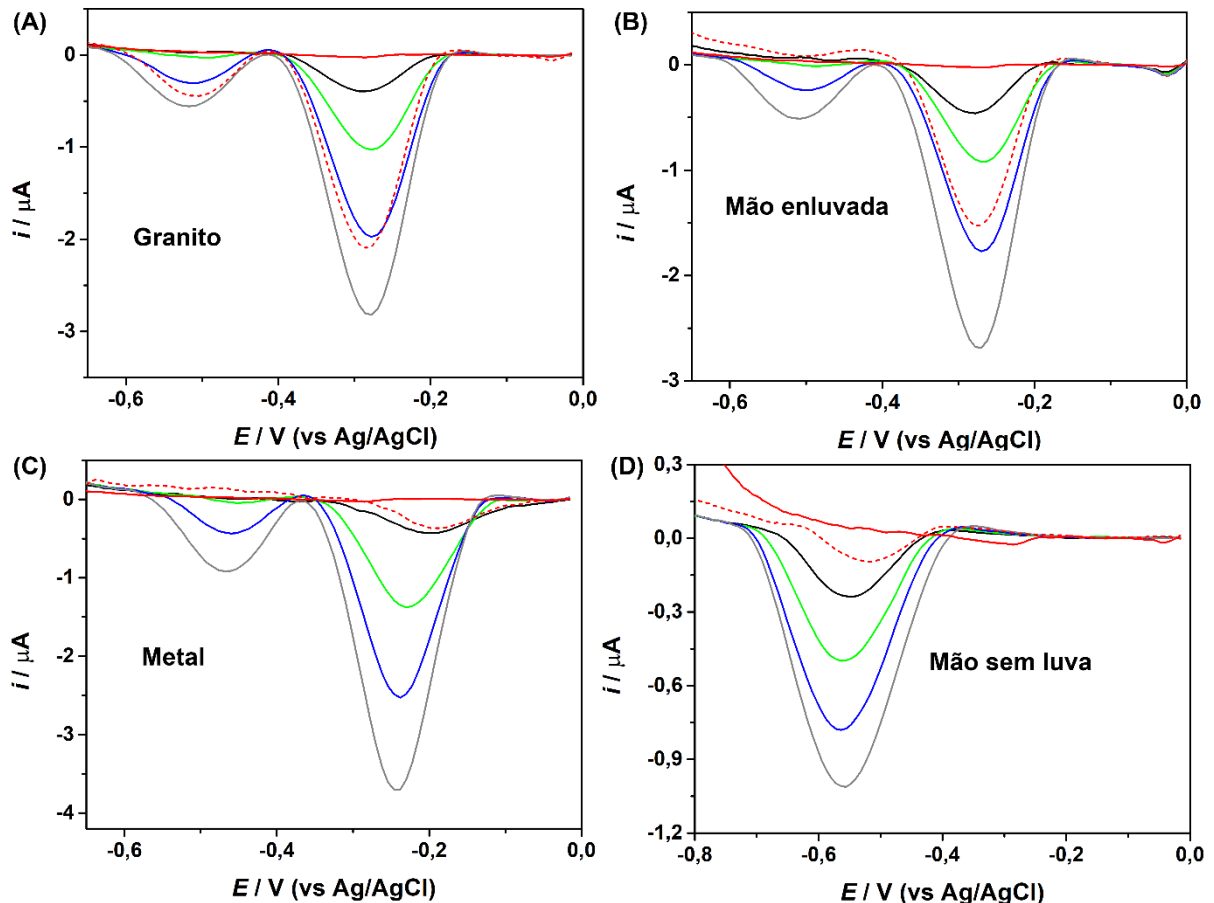 (A)
0
-1
-2
-3
i / µA
Granito
-0,6
-0,4
-0,2
0,0
E / V (vs Ag/AgCl)
(B)
0
-1
-2
-3
i / µA
Mão enluvada
-0,6
-0,4
-0,2
0,0
E / V (vs Ag/AgCl)
(C)
0
-1
-2
-3
-4
i / µA
Metal
-0,6
-0,4
-0,2
0,0
E / V (vs Ag/AgCl)
(D)
0,3
0,0
-0,3
-0,6
-0,9
-1,2
i / µA
Mão sem luva
-0,8
-0,6
-0,4
-0,2
0,0
E / V (vs Ag/AgCl)